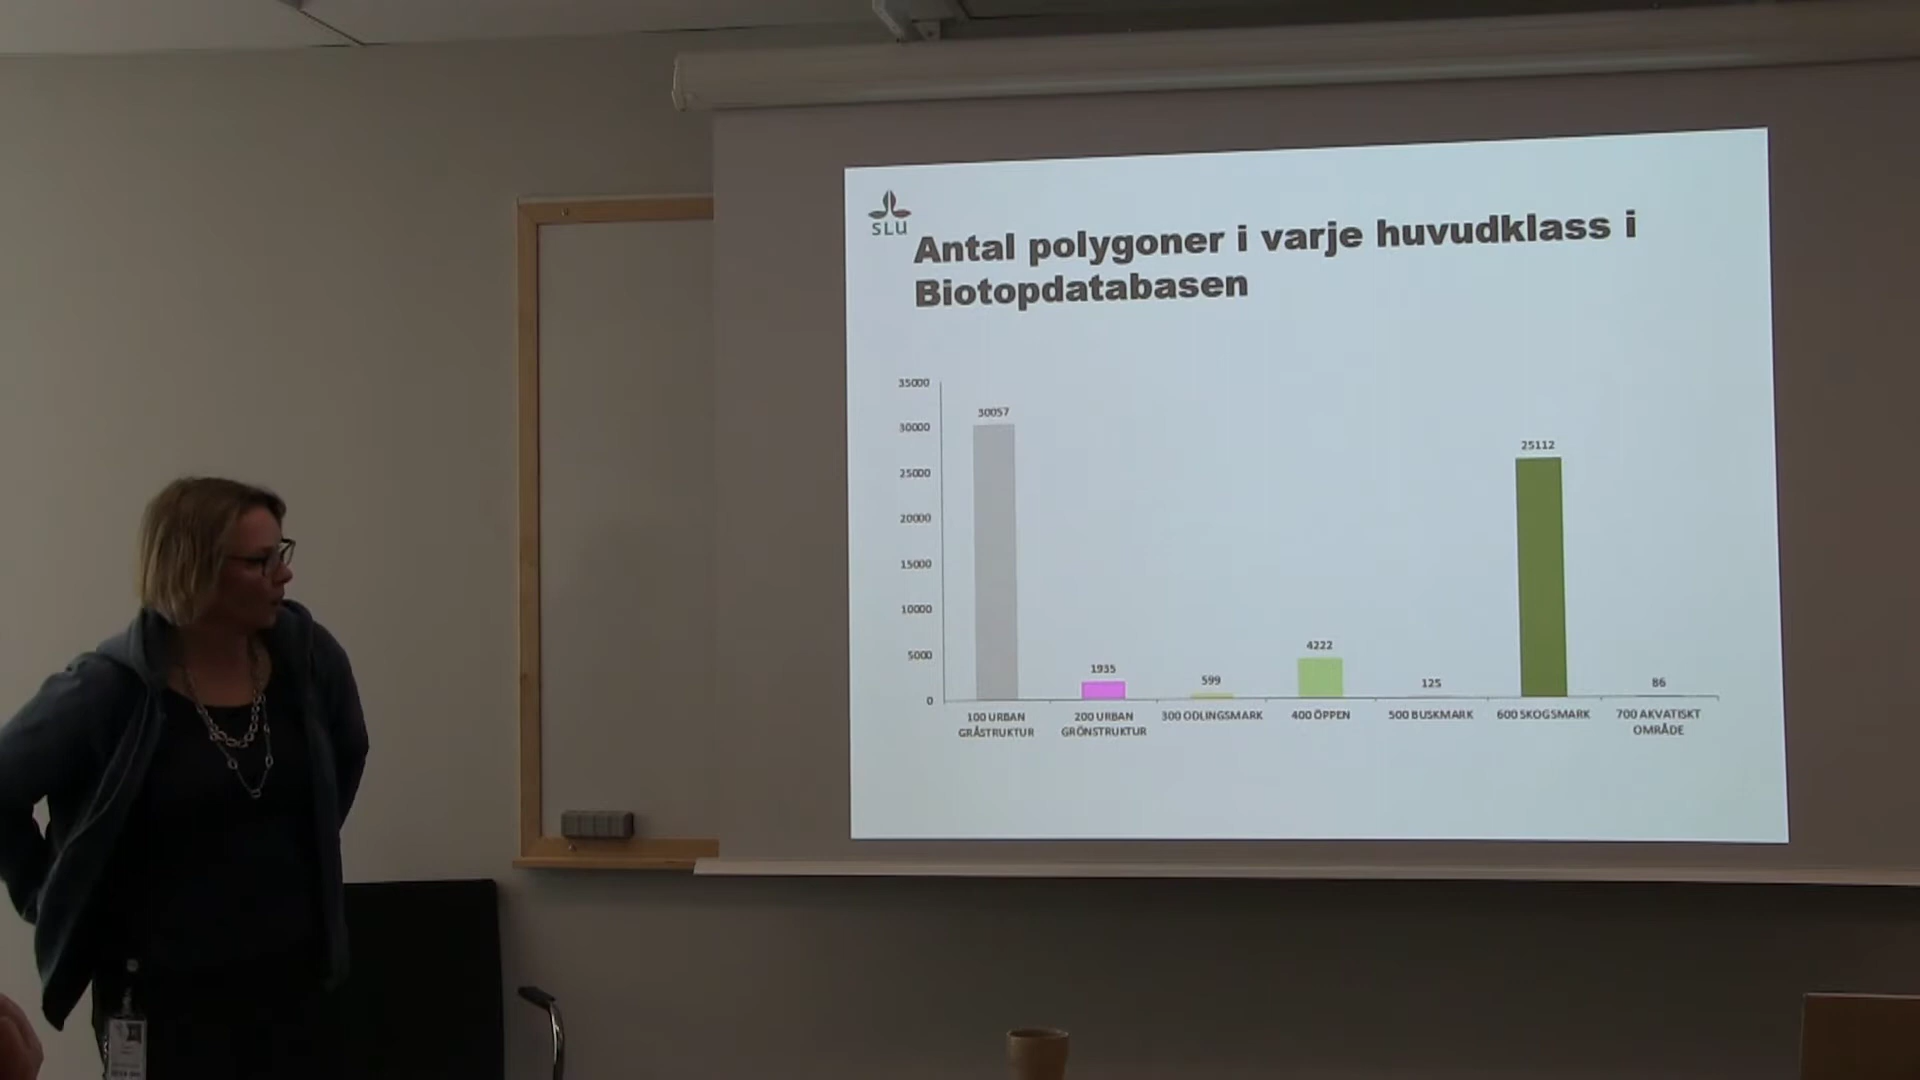 SLU
Antal polygoner i varje huvudklass i
Biotopdatabasen
35000
30000
25000
20000
15000
10000
5000
0
30057
1935
599
4222
125
25112
86
100 URBAN
GRÅSTRUKTUR
200 URBAN
GRÖNSTRUKTUR
300 ODLINGSMARK
400 ÖPPEN
500 BUSKMARK
600 SKOGSMARK
700 AKVATISKT
OMRÅDE